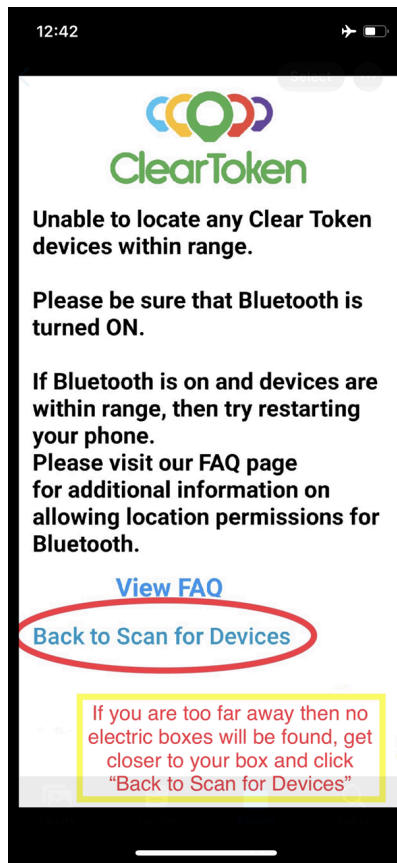 12:42
Select
ClearToken
Unable to locate any Clear Token
devices within range.
Please be sure that Bluetooth is
turned ON.
If Bluetooth is on and devices are
within range, then try restarting
your phone.
Please visit our FAQ page
for additional information on
allowing location permissions for
Bluetooth.
View FAQ
Back to Scan for Devices
If you are too far away then no
electric boxes will be found, get
closer to your box and click
“Back to Scan for Devices”